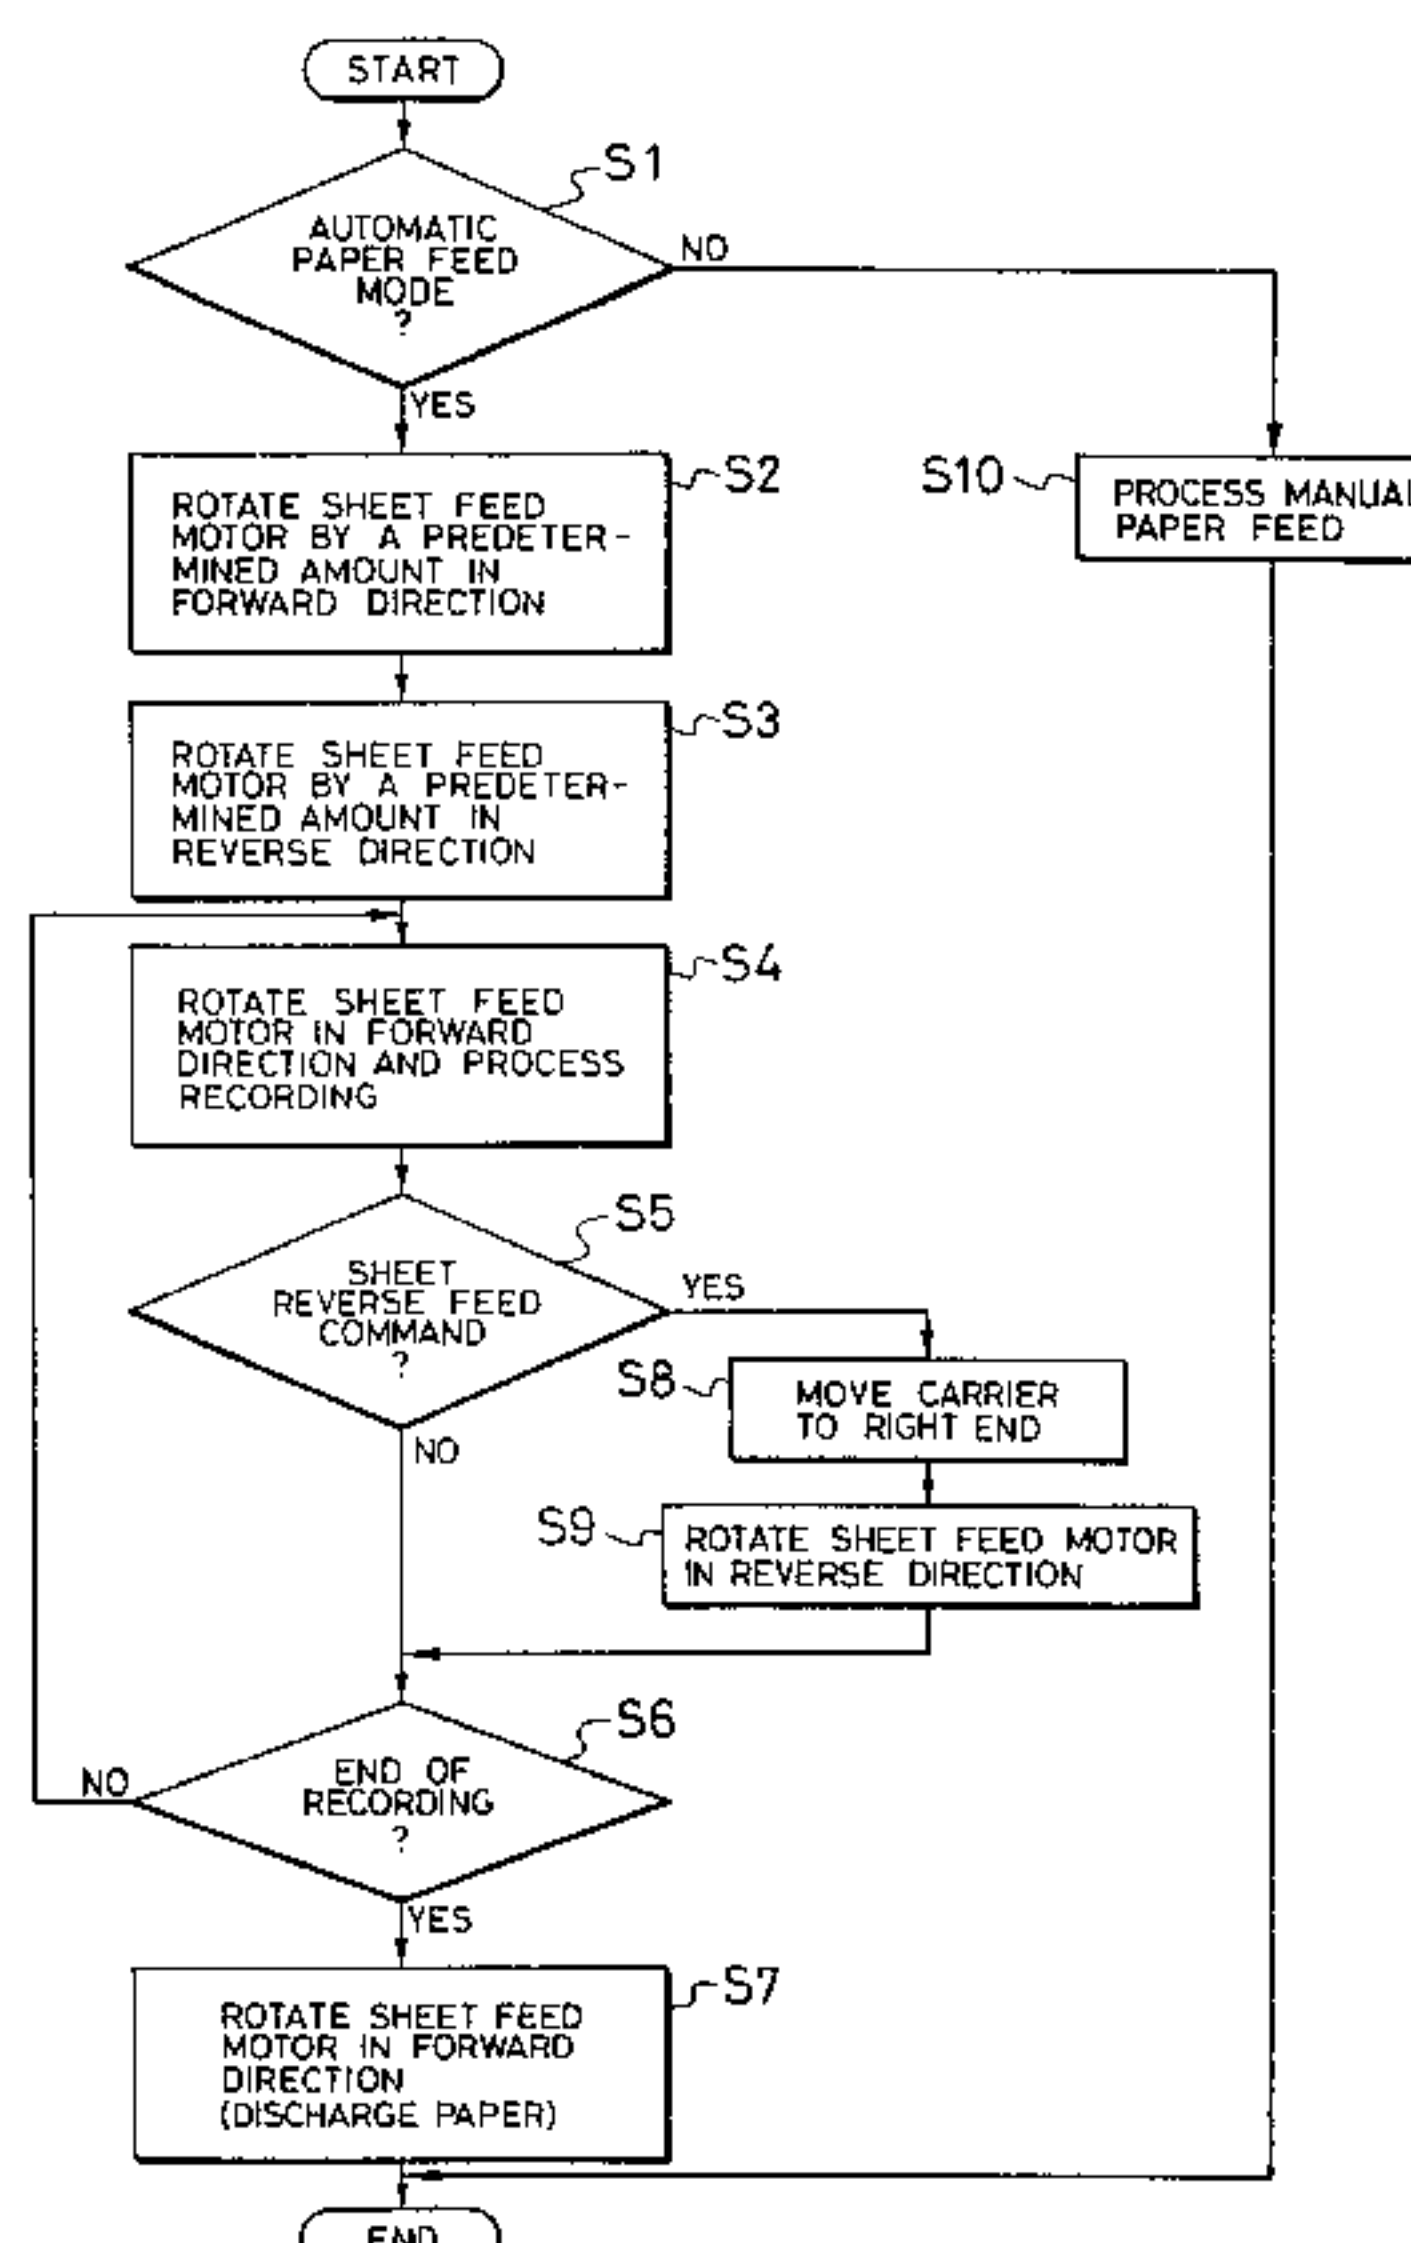 START
S1
AUTOMATIC
PAPER FEED
MODE
?
NO
YES
S2
ROTATE SHEET FEED
MOTOR BY A PREDETER-
MINED AMOUNT IN
FORWARD DIRECTION
S10
PROCESS MANUAL
PAPER FEED
S3
ROTATE SHEET FEED
MOTOR BY A PREDETER-
MINED AMOUNT IN
REVERSE DIRECTION
S4
ROTATE SHEET FEED
MOTOR IN FORWARD
DIRECTION AND PROCESS
RECORDING
S5
SHEET
REVERSE FEED
COMMAND
?
YES
NO
S8
MOVE CARRIER
TO RIGHT END
S9
ROTATE SHEET FEED MOTOR
IN REVERSE DIRECTION
S6
END OF
RECORDING
?
NO
YES
S7
ROTATE SHEET FEED
MOTOR IN FORWARD
DIRECTION
(DISCHARGE PAPER)
END